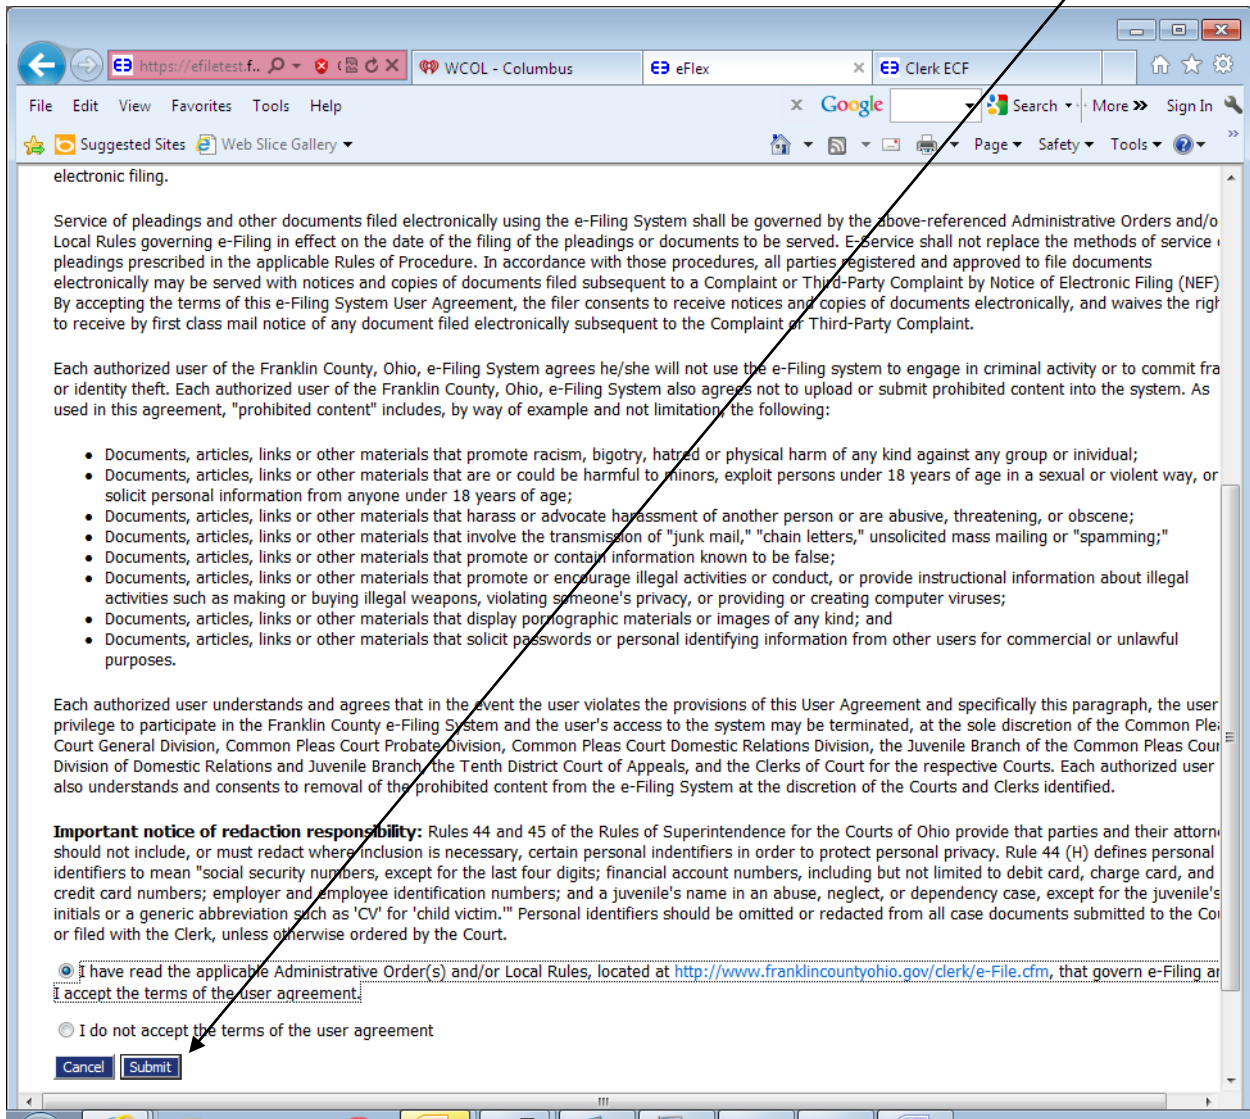 https://efiletest.f..
WCOL - Columbus
eFlex
Clerk ECF
File Edit View Favorites Tools Help
x Google Search More >> Sign In
Suggested Sites Web Slice Gallery
Page Safety Tools
electronic filing.
Service of pleadings and other documents filed electronically using the e-Filing System shall be governed by the above-referenced Administrative Orders and/o
Local Rules governing e-Filing in effect on the date of the filing of the pleadings or documents to be served. E-Service shall not replace the methods of service
pleadings prescribed in the applicable Rules of Procedure. In accordance with those procedures, all parties registered and approved to file documents
electronically may be served with notices and copies of documents filed subsequent to a Complaint or Third-Party Complaint by Notice of Electronic Filing (NEF)
By accepting the terms of this e-Filing System User Agreement, the filer consents to receive notices and copies of documents electronically, and waives the righ
to receive by first class mail notice of any document filed electronically subsequent to the Complaint or Third-Party Complaint.
Each authorized user of the Franklin County, Ohio, e-Filing System agrees he/she will not use the e-Filing system to engage in criminal activity or to commit fra
or identity theft. Each authorized user of the Franklin County, Ohio, e-Filing System also agrees not to upload or submit prohibited content into the system. As
used in this agreement, "prohibited content" includes, by way of example and not limitation, the following:
• Documents, articles, links or other materials that promote racism, bigotry, hatred or physical harm of any kind against any group or inividual;
• Documents, articles, links or other materials that are or could be harmful to minors, exploit persons under 18 years of age in a sexual or violent way, or
solicit personal information from anyone under 18 years of age;
• Documents, articles, links or other materials that harass or advocate harassment of another person or are abusive, threatening, or obscene;
• Documents, articles, links or other materials that involve the transmission of "junk mail," "chain letters," unsolicited mass mailing or "spamming;"
• Documents, articles, links or other materials that promote or contain information known to be false;
• Documents, articles, links or other materials that promote or encourage illegal activities or conduct, or provide instructional information about illegal
activities such as making or buying illegal weapons, violating someone's privacy, or providing or creating computer viruses;
• Documents, articles, links or other materials that display pornographic materials or images of any kind; and
• Documents, articles, links or other materials that solicit passwords or personal identifying information from other users for commercial or unlawful
purposes.
Each authorized user understands and agrees that in the event the user violates the provisions of this User Agreement and specifically this paragraph, the user
privilege to participate in the Franklin County e-Filing System and the user's access to the system may be terminated, at the sole discretion of the Common Plea
Court General Division, Common Pleas Court Probate Division, Common Pleas Court Domestic Relations Division, the Juvenile Branch of the Common Pleas Cour
Division of Domestic Relations and Juvenile Branch, the Tenth District Court of Appeals, and the Clerks of Court for the respective Courts. Each authorized user
also understands and consents to removal of the prohibited content from the e-Filing System at the discretion of the Courts and Clerks identified.
Important notice of redaction responsibility: Rules 44 and 45 of the Rules of Superintendence for the Courts of Ohio provide that parties and their attorne
should not include, or must redact where inclusion is necessary, certain personal indentifiers in order to protect personal privacy. Rule 44 (H) defines personal
identifiers to mean "social security numbers, except for the last four digits; financial account numbers, including but not limited to debit card, charge card, and
credit card numbers; employer and employee identification numbers; and a juvenile's name in an abuse, neglect, or dependency case, except for the juvenile's
initials or a generic abbreviation such as 'CV' for 'child victim.'" Personal identifiers should be omitted or redacted from all case documents submitted to the Cou
or filed with the Clerk, unless otherwise ordered by the Court.
I have read the applicable Administrative Order(s) and/or Local Rules, located at http://www.franklincountyohio.gov/clerk/e-File.cfm, that govern e-Filing an
I accept the terms of the user agreement.
I do not accept the terms of the user agreement
Cancel Submit